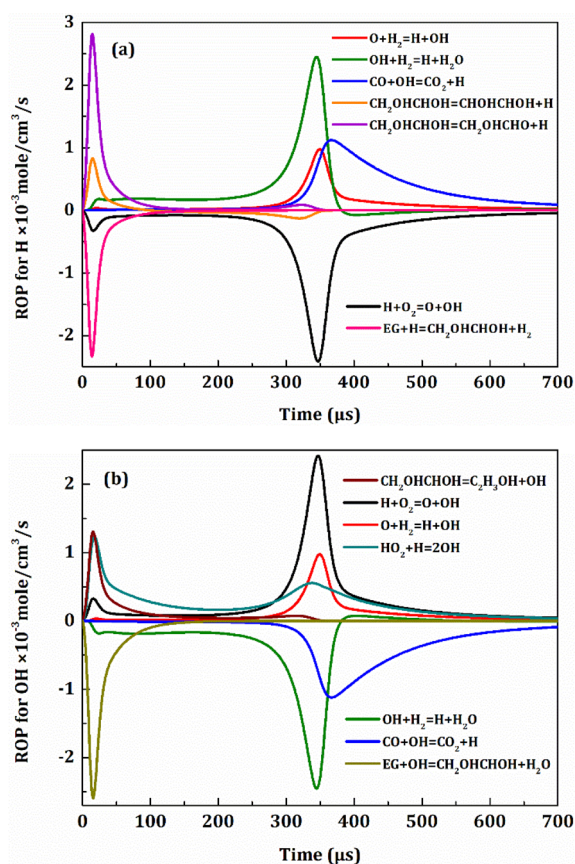 (a)
O+H₂=H+OH
OH+H₂=H+H₂O
CO+OH=CO₂+H
CH₂OHCHOH=CHOHCHOH+H
CH₂OHCHOH=CH₂OHCHO+H
H+O₂=O+OH
EG+H=CH₂OHCHOH+H₂
ROP for H ×10⁻³mole/cm³/s
3
2
1
0
-1
-2
0 100 200 300 400 500 600 700
Time (µs)
(b)
CH₂OHCHOH=C₂H₃OH+OH
H+O₂=O+OH
O+H₂=H+OH
HO₂+H=2OH
OH+H₂=H+H₂O
CO+OH=CO₂+H
EG+OH=CH₂OHCHOH+H₂O
ROP for OH ×10⁻³mole/cm³/s
2
1
0
-1
-2
0 100 200 300 400 500 600 700
Time (µs)